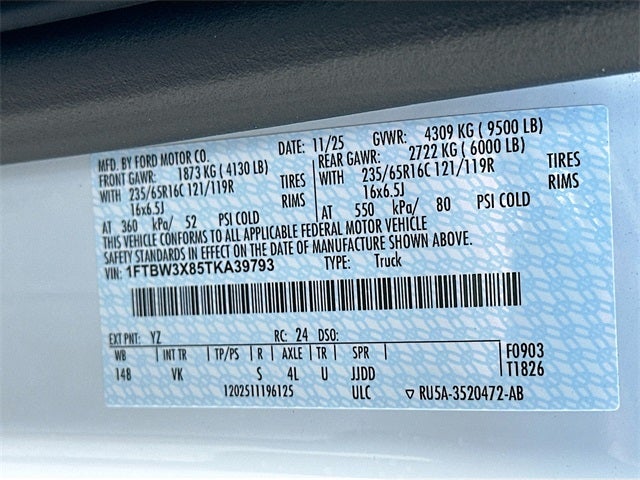 MFD. BY FORD MOTOR CO. DATE: 11/25 GVWR: 4309 KG ( 9500 LB)
FRONT GAWR: 1873 KG ( 4130 LB) REAR GAWR: 2722 KG ( 6000 LB)
WITH 235/65R16C 121/119R TIRES WITH 235/65R16C 121/119R TIRES
16x6.5J RIMS 16x6.5J RIMS
AT 360 kPa/ 52 PSI COLD AT 550 kPa/ 80 PSI COLD
THIS VEHICLE CONFORMS TO ALL APPLICABLE FEDERAL MOTOR VEHICLE
SAFETY STANDARDS IN EFFECT ON THE DATE OF MANUFACTURE SHOWN ABOVE.
VIN: 1FTBW3X85TKA39793 TYPE: Truck
EXT PNT: YZ RC: 24 DSO:
WB INT TR TP/PS R AXLE TR SPR F0903
148 VK S 4L U JJDD T1826
1202511196125 ULC ▽ RU5A-3520472-AB